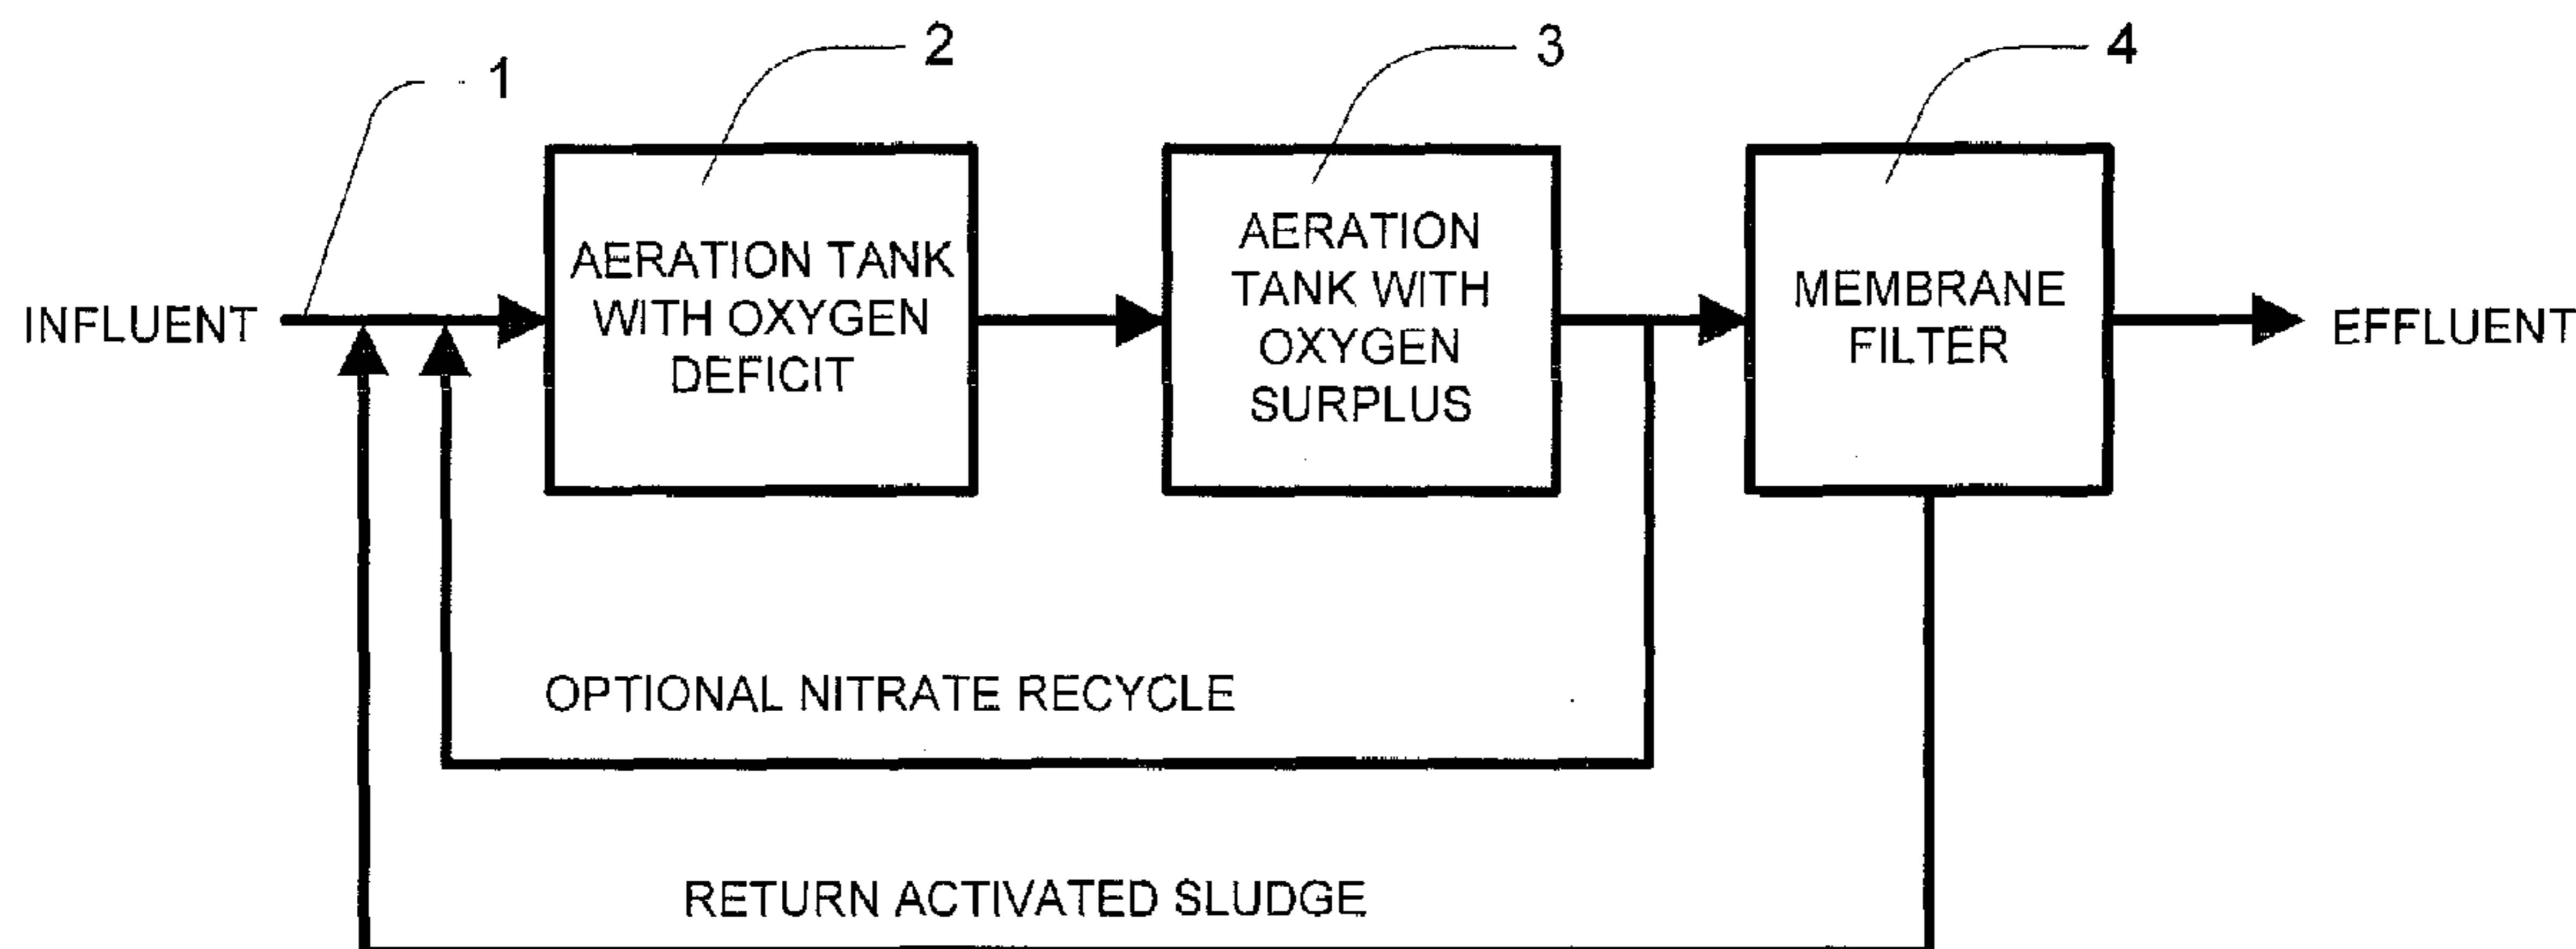 1
2
3
4
INFLUENT
AERATION TANK
WITH OXYGEN
DEFICIT
AERATION
TANK WITH
OXYGEN
SURPLUS
MEMBRANE
FILTER
EFFLUENT
OPTIONAL NITRATE RECYCLE
RETURN ACTIVATED SLUDGE